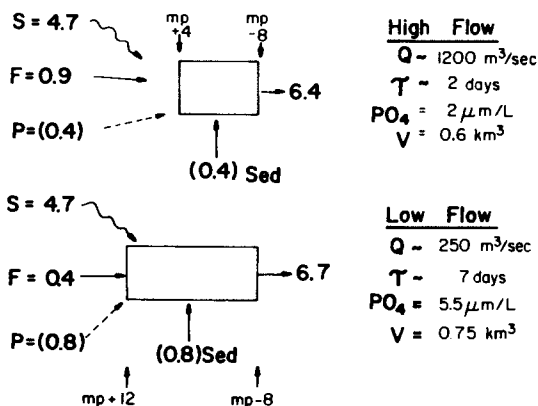 S = 4.7
mp
+4
mp
-8
F = 0.9
6.4
P = (0.4)
(0.4) Sed
High Flow
Q ~ 1200 m³/sec
τ ~ 2 days
PO₄ = 2 μm/L
V = 0.6 km³
S = 4.7
F = 0.4
6.7
P = (0.8)
(0.8) Sed
mp+12
mp-8
Low Flow
Q ~ 250 m³/sec
τ ~ 7 days
PO₄ = 5.5 μm/L
V = 0.75 km³